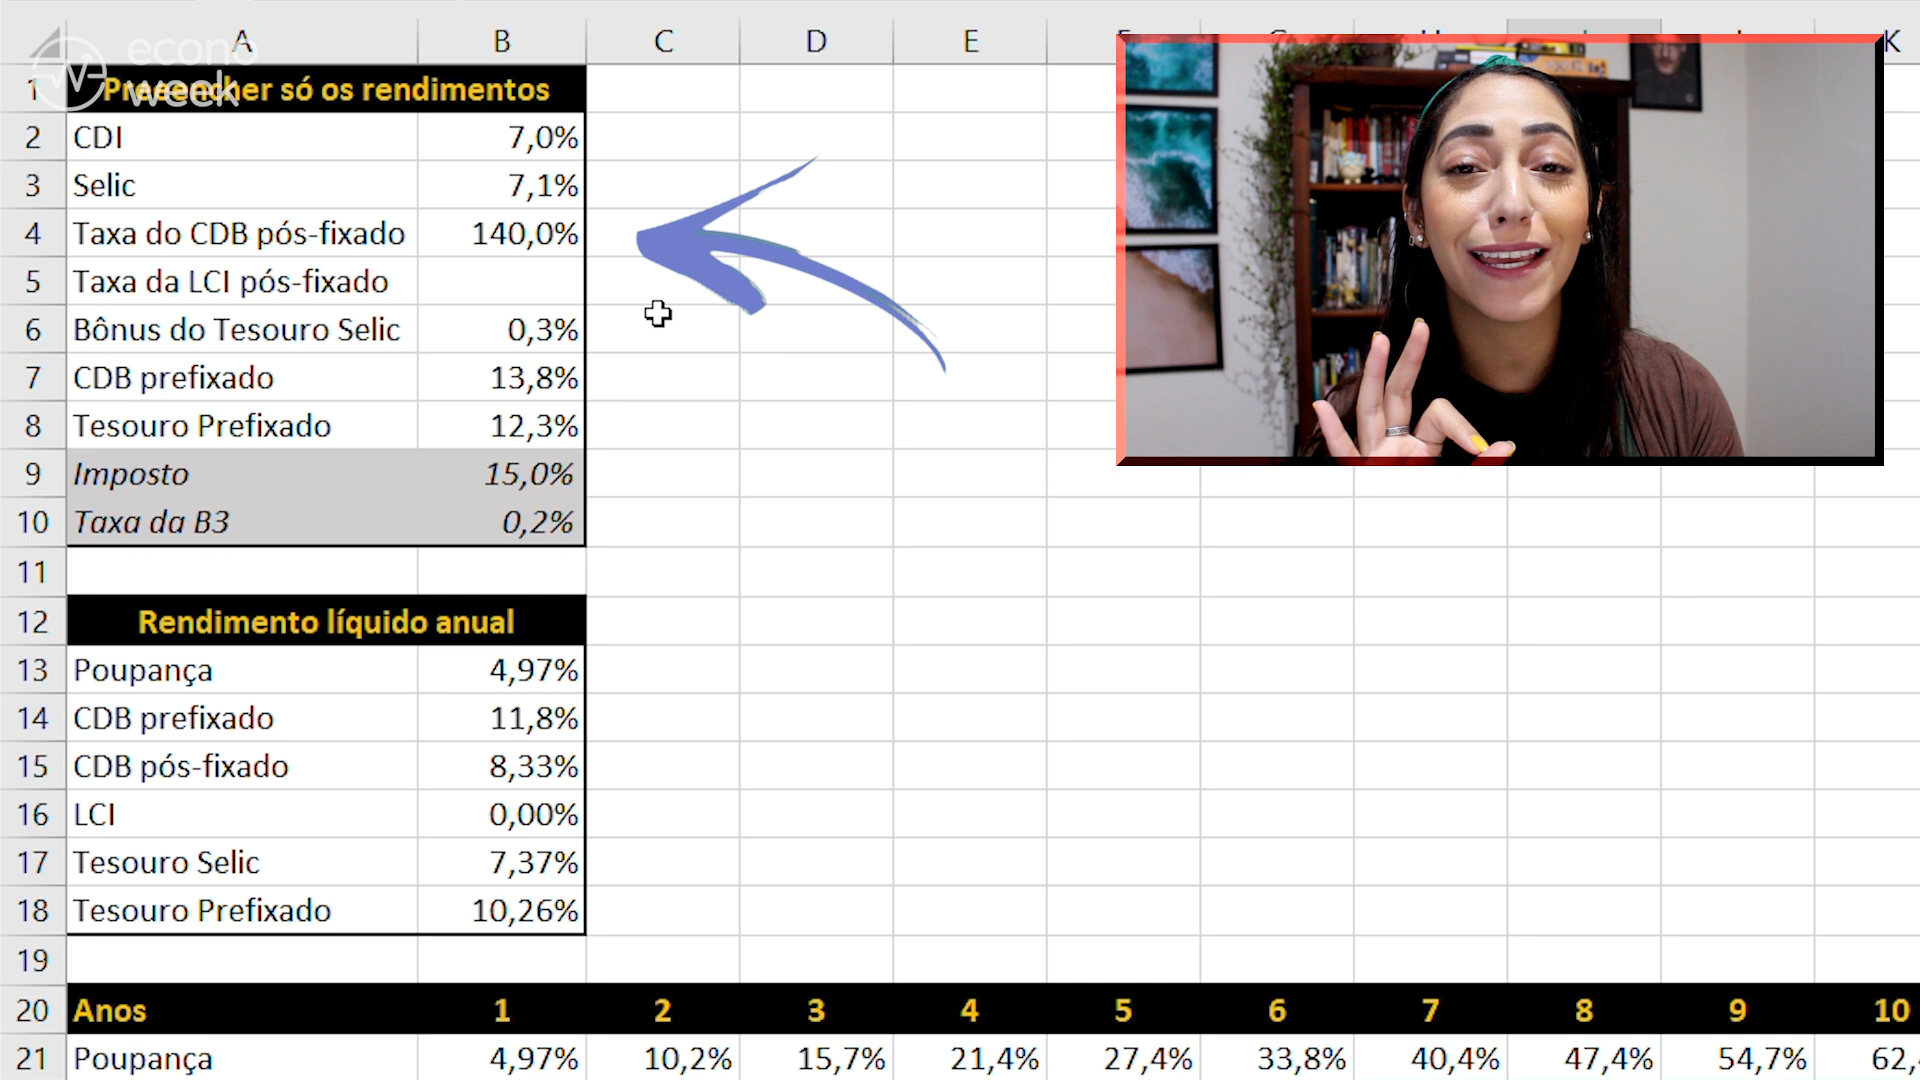 econo
week
A B C D E K
1 Preeencher só os rendimentos
2 CDI 7,0%
3 Selic 7,1%
4 Taxa do CDB pós-fixado 140,0%
5 Taxa da LCI pós-fixado
6 Bônus do Tesouro Selic 0,3%
7 CDB prefixado 13,8%
8 Tesouro Prefixado 12,3%
9 Imposto 15,0%
10 Taxa da B3 0,2%
11
12 Rendimento líquido anual
13 Poupança 4,97%
14 CDB prefixado 11,8%
15 CDB pós-fixado 8,33%
16 LCI 0,00%
17 Tesouro Selic 7,37%
18 Tesouro Prefixado 10,26%
19
20 Anos 1 2 3 4 5 6 7 8 9 10
21 Poupança 4,97% 10,2% 15,7% 21,4% 27,4% 33,8% 40,4% 47,4% 54,7% 62,